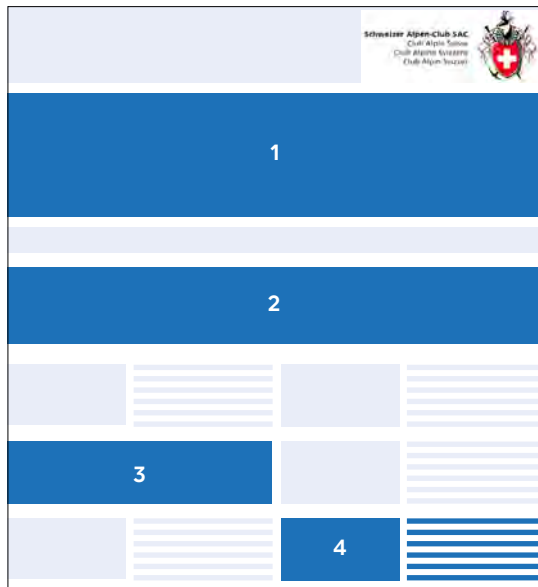 Schweizer Alpen-Club SAC
Club Alpin Suisse
Club Alpino Svizzero
Club Alpin Svizzer
1
2
3
4